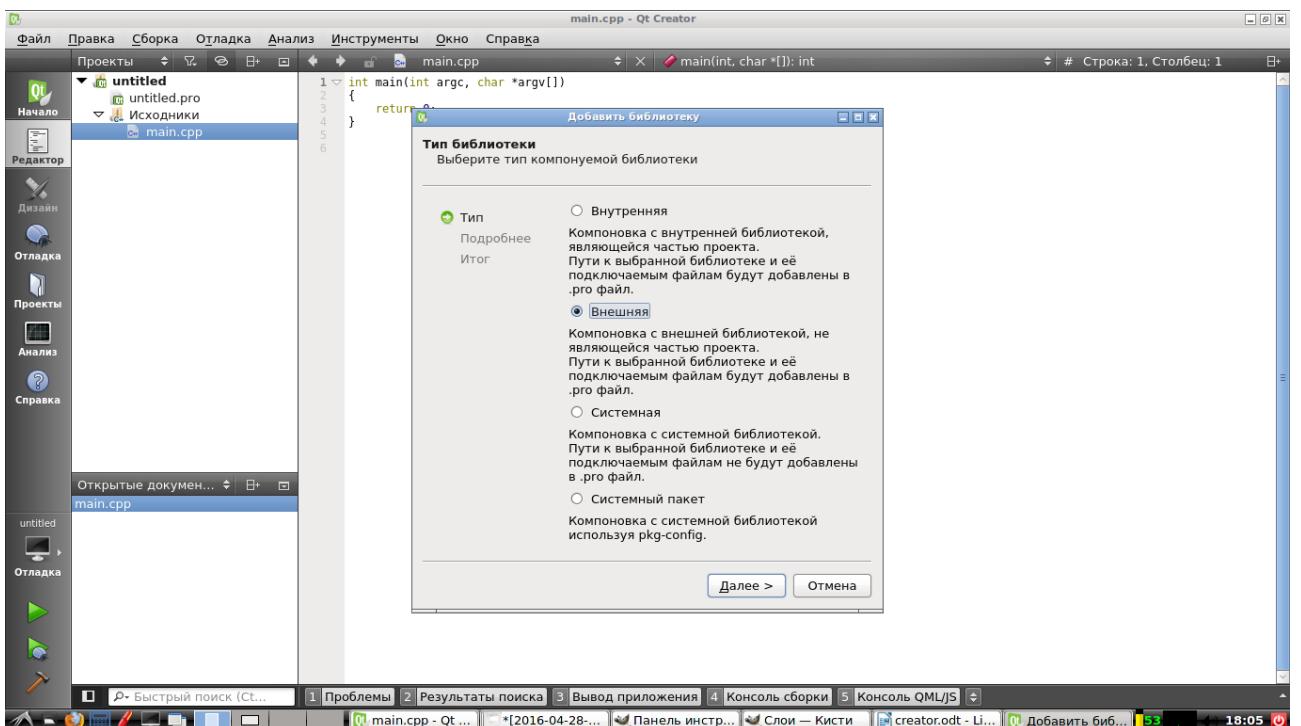 main.cpp - Qt Creator
Файл Правка Сборка Отладка Анализ Инструменты Окно Справка
Проекты main.cpp main(int, char *[]): int # Строка: 1, Столбец: 1
Начало
Редактор
Дизайн
Отладка
Проекты
Анализ
Справка
untitled
Отладка
untitled
untitled.pro
Исходники
main.cpp
Открытые докумен...
main.cpp
1 int main(int argc, char *argv[])
2 {
3 return 0;
4 }
5
6
Добавить библиотеку
Тип библиотеки
Выберите тип компонуемой библиотеки
Тип
Подробнее
Итог
Внутренняя
Компоновка с внутренней библиотекой,
являющейся частью проекта.
Пути к выбранной библиотеке и её
подключаемым файлам будут добавлены в
.pro файл.
Внешняя
Компоновка с внешней библиотекой, не
являющейся частью проекта.
Пути к выбранной библиотеке и её
подключаемым файлам будут добавлены в
.pro файл.
Системная
Компоновка с системной библиотекой.
Пути к выбранной библиотеке и её
подключаемым файлам не будут добавлены
в .pro файл.
Системный пакет
Компоновка с системной библиотекой
используя pkg-config.
Далее > Отмена
Быстрый поиск (Ct... 1 Проблемы 2 Результаты поиска 3 Вывод приложения 4 Консоль сборки 5 Консоль QML/JS
main.cpp - Qt ... *[2016-04-28-... Панель инстр... Слои — Кисти creator.odt - Li... Добавить биб... 53 18:05